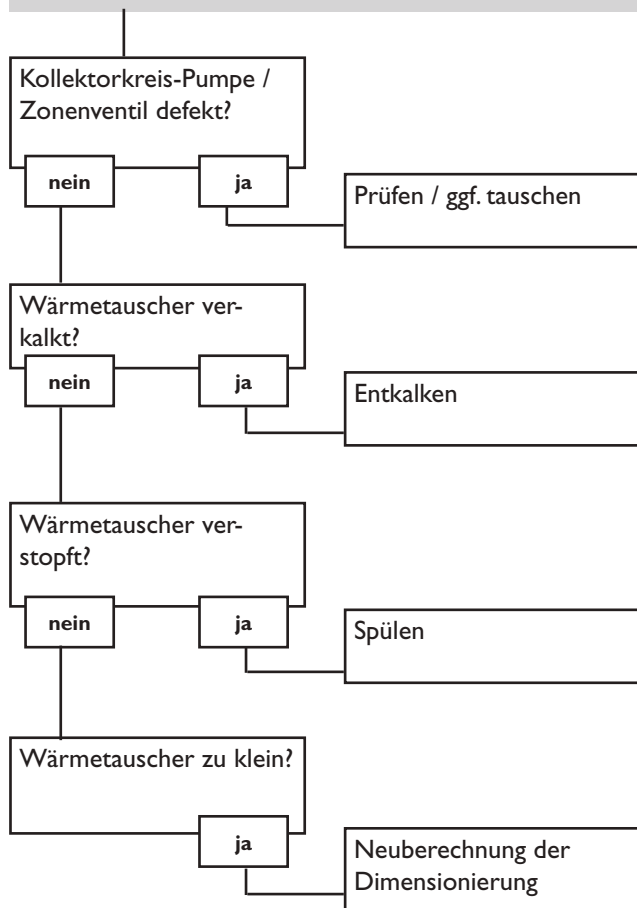 Kollektorkreis-Pumpe /
Zonenventil defekt?
nein
ja
Prüfen / ggf. tauschen
Wärmetauscher ver-
kalkt?
nein
ja
Entkalken
Wärmetauscher ver-
stopft?
nein
ja
Spülen
Wärmetauscher zu klein?
ja
Neuberechnung der
Dimensionierung